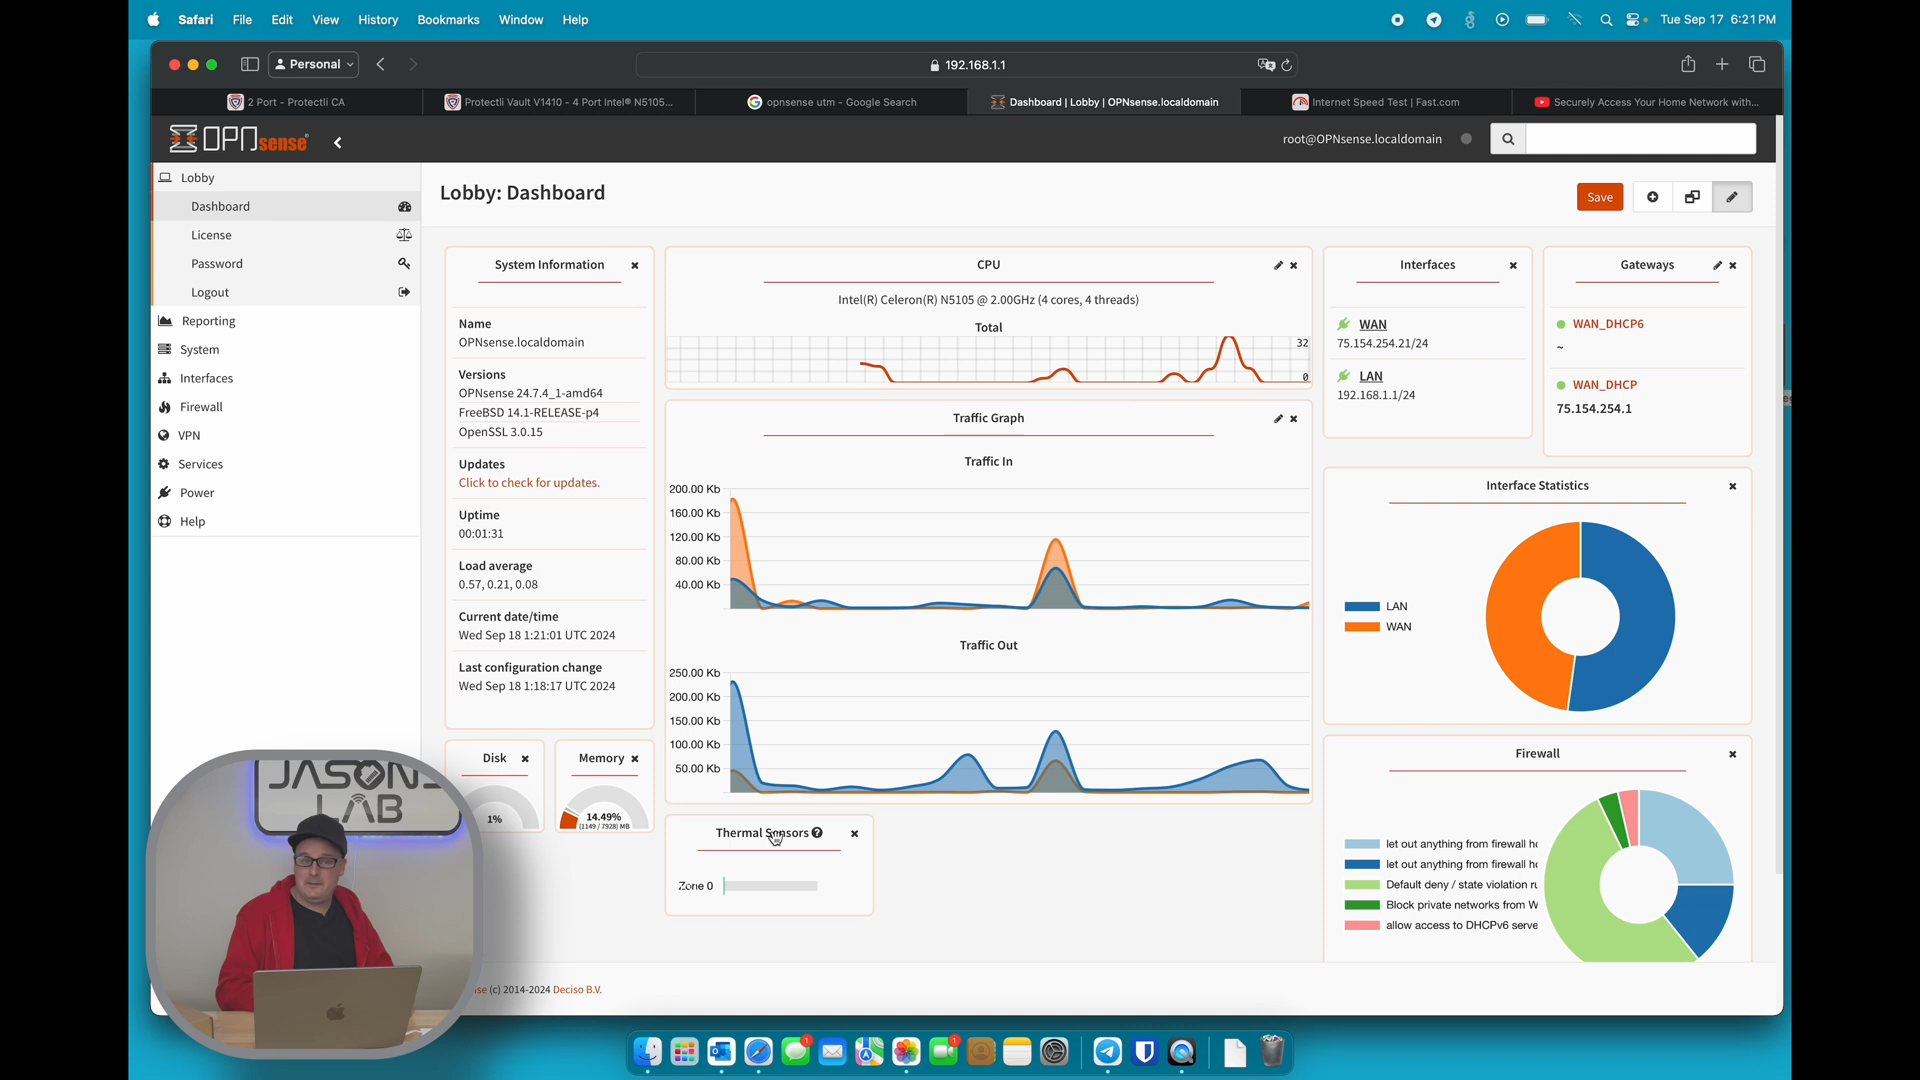 Safari File Edit View History Bookmarks Window Help Tue Sep 17 6:21 PM
Personal
192.168.1.1
2 Port - Protectli CA
Protectli Vault V1410 - 4 Port Intel® N5105...
opnsense utm - Google Search
Dashboard | Lobby | OPNsense.localdomain
Internet Speed Test | Fast.com
Securely Access Your Home Network with...
OPNsense
root@OPNsense.localdomain
Lobby
Dashboard
License
Password
Logout
Reporting
System
Interfaces
Firewall
VPN
Services
Power
Help
Lobby: Dashboard
Save
System Information
Name
OPNsense.localdomain
Versions
OPNsense 24.7.4_1-amd64
FreeBSD 14.1-RELEASE-p4
OpenSSL 3.0.15
Updates
Click to check for updates.
Uptime
00:01:31
Load average
0.57, 0.21, 0.08
Current date/time
Wed Sep 18 1:21:01 UTC 2024
Last configuration change
Wed Sep 18 1:18:17 UTC 2024
Disk
1%
Memory
14.49%
(1149 / 7928) MB
CPU
Intel(R) Celeron(R) N5105 @ 2.00GHz (4 cores, 4 threads)
Total
32
0
Traffic Graph
Traffic In
200.00 Kb
160.00 Kb
120.00 Kb
80.00 Kb
40.00 Kb
Traffic Out
250.00 Kb
200.00 Kb
150.00 Kb
100.00 Kb
50.00 Kb
Thermal Sensors
Zone 0
Interfaces
WAN
75.154.254.21/24
LAN
192.168.1.1/24
Gateways
WAN_DHCP6
~
WAN_DHCP
75.154.254.1
Interface Statistics
LAN
WAN
Firewall
let out anything from firewall ho
let out anything from firewall ho
Default deny / state violation ru
Block private networks from W
allow access to DHCPv6 serve
JASON'S
LAB
se (c) 2014-2024 Deciso B.V.
1
1